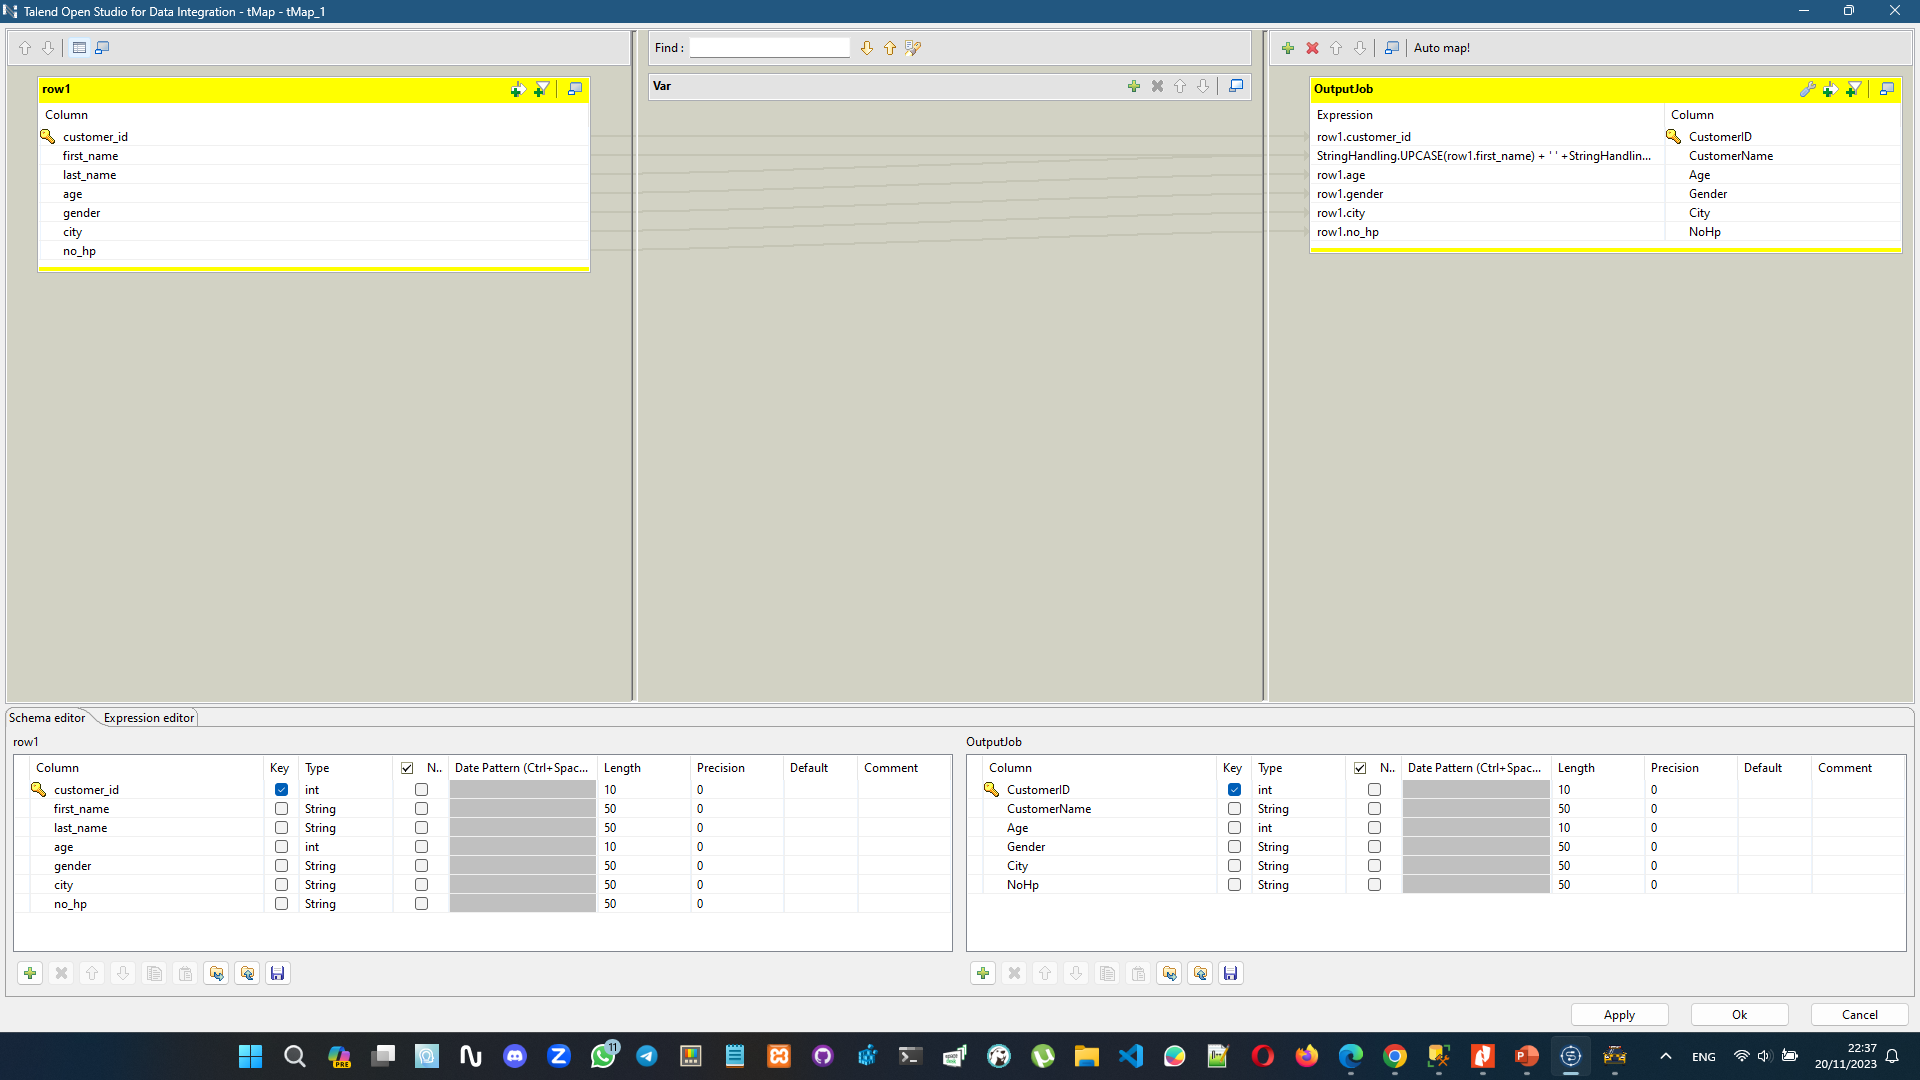 Talend Open Studio for Data Integration - tMap - tMap_1
Find :
Auto map!
row1
Column
customer_id
first_name
last_name
age
gender
city
no_hp
Var
OutputJob
Expression Column
row1.customer_id CustomerID
StringHandling.UPCASE(row1.first_name) + ' ' +StringHandlin... CustomerName
row1.age Age
row1.gender Gender
row1.city City
row1.no_hp NoHp
Schema editor Expression editor
row1
Column Key Type N.. Date Pattern (Ctrl+Spac... Length Precision Default Comment
customer_id int 10 0
first_name String 50 0
last_name String 50 0
age int 10 0
gender String 50 0
city String 50 0
no_hp String 50 0
OutputJob
Column Key Type N.. Date Pattern (Ctrl+Spac... Length Precision Default Comment
CustomerID int 10 0
CustomerName String 50 0
Age int 10 0
Gender String 50 0
City String 50 0
NoHp String 50 0
Apply Ok Cancel
PRE
11
ENG
22:37
20/11/2023